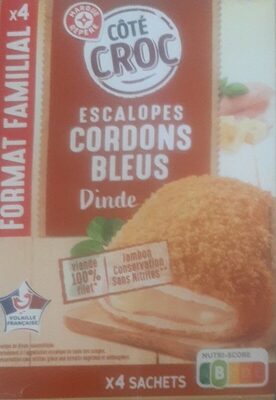 x4
FORMAT FAMILIAL
MARQUE
REPÈRE
CÔTÉ
CROC
ESCALOPES
CORDONS
BLEUS
Dinde
Viande
100%
filet*
Jambon
Conservation
sans Nitrites**
VOLAILLE
FRANÇAISE
NUTRI-SCORE
A B C D E
x4 SACHETS